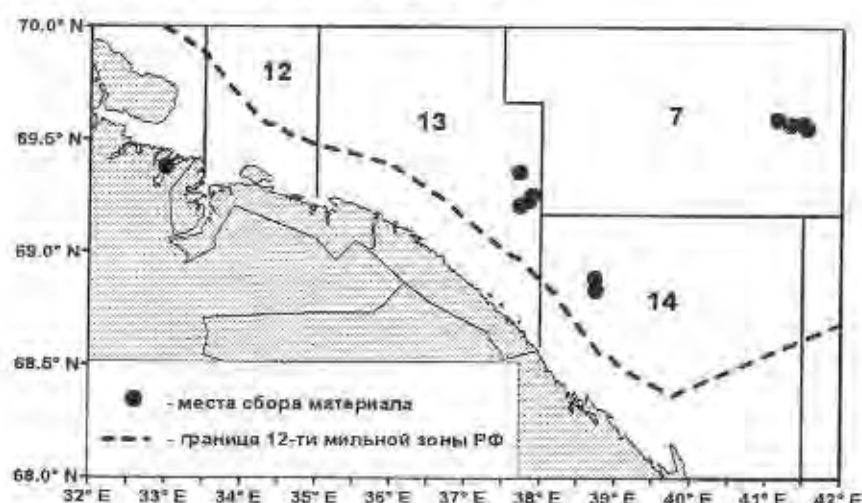 70.0° N
12
13
7
69.5° N
69.0° N
14
68.5° N
- места сбора материала
- граница 12-ти мильной зоны РФ
68.0° N
32° E 33° E 34° E 35° E 36° E 37° E 38° E 39° E 40° E 41° E 42° E